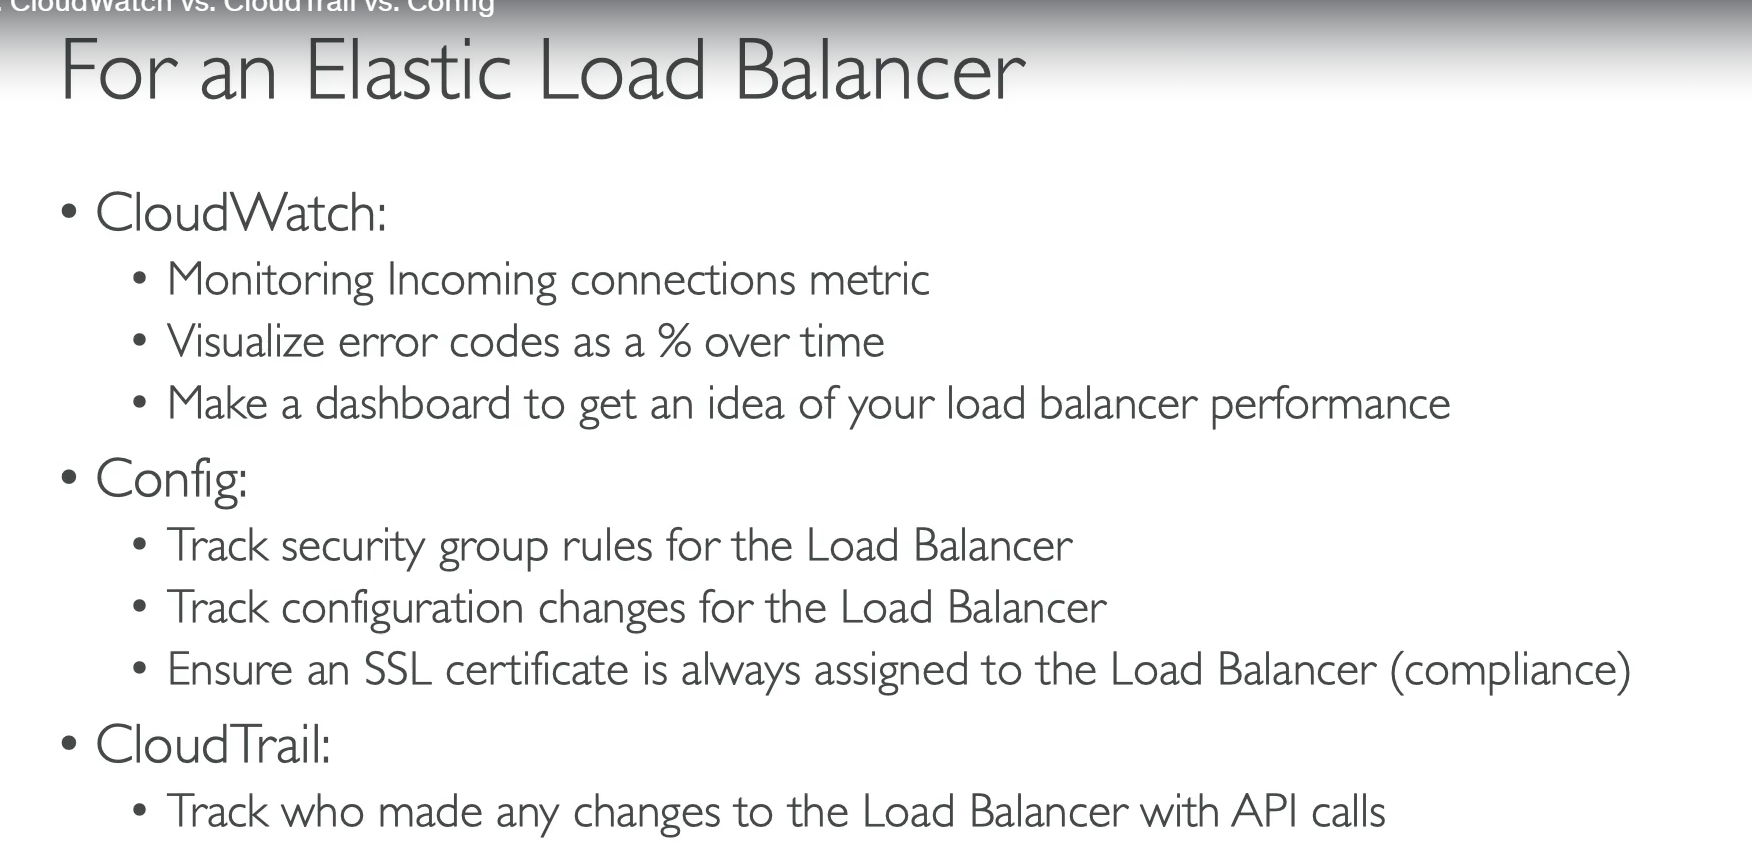 . CloudWatch vs. CloudTrail vs. Config
For an Elastic Load Balancer
• CloudWatch:
• Monitoring Incoming connections metric
• Visualize error codes as a % over time
• Make a dashboard to get an idea of your load balancer performance
• Config:
• Track security group rules for the Load Balancer
• Track configuration changes for the Load Balancer
• Ensure an SSL certificate is always assigned to the Load Balancer (compliance)
• CloudTrail:
• Track who made any changes to the Load Balancer with API calls